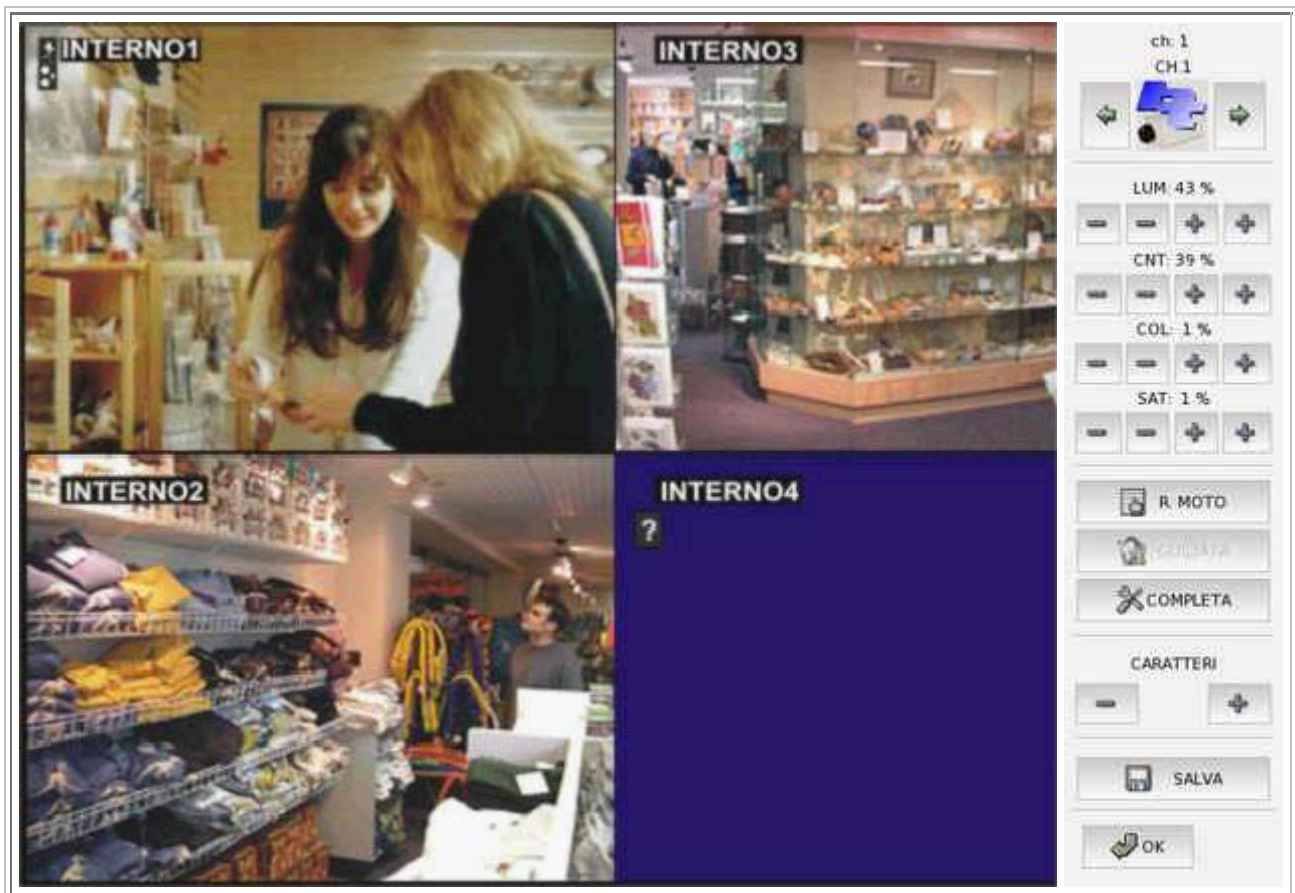 INTERNO1
INTERNO3
INTERNO2
INTERNO4
?
ch: 1
CH.1
LUM: 43 %
CNT: 39 %
COL: 1 %
SAT: 1 %
R. MOTO
GUIDATA
COMPLETA
CARATTERI
SALVA
OK